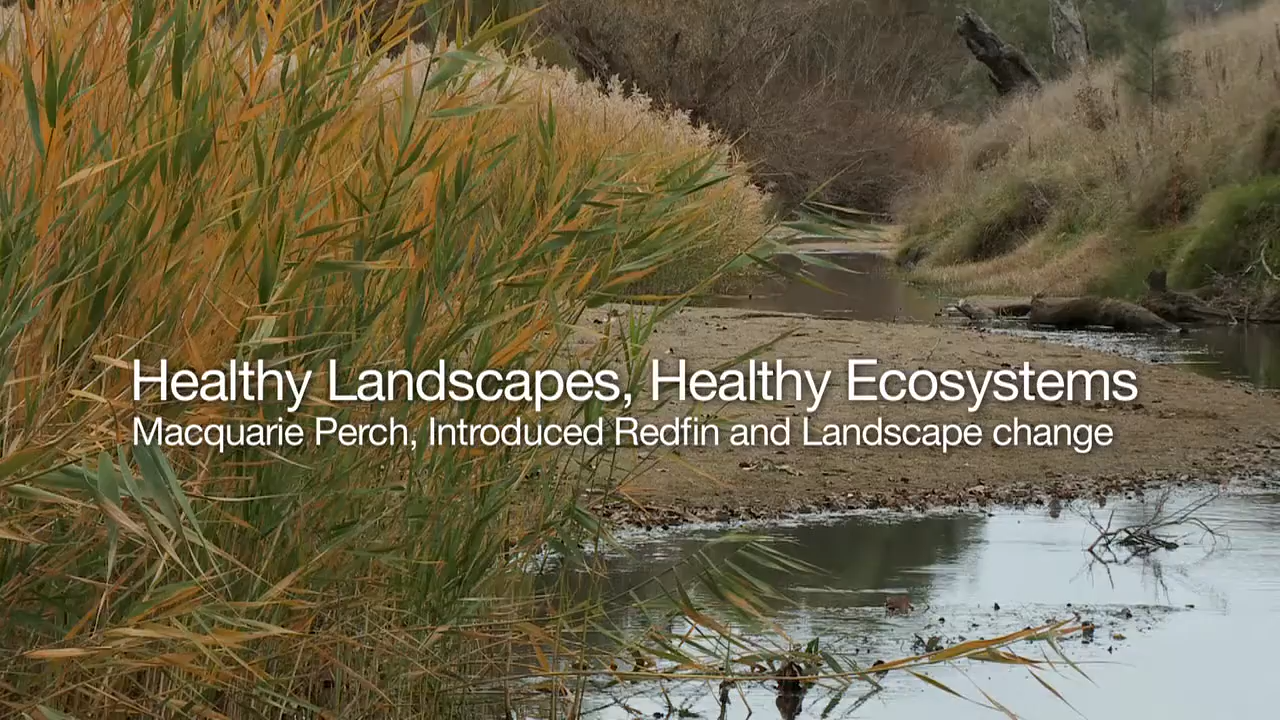 Healthy Landscapes, Healthy Ecosystems
Macquarie Perch, Introduced Redfin and Landscape change